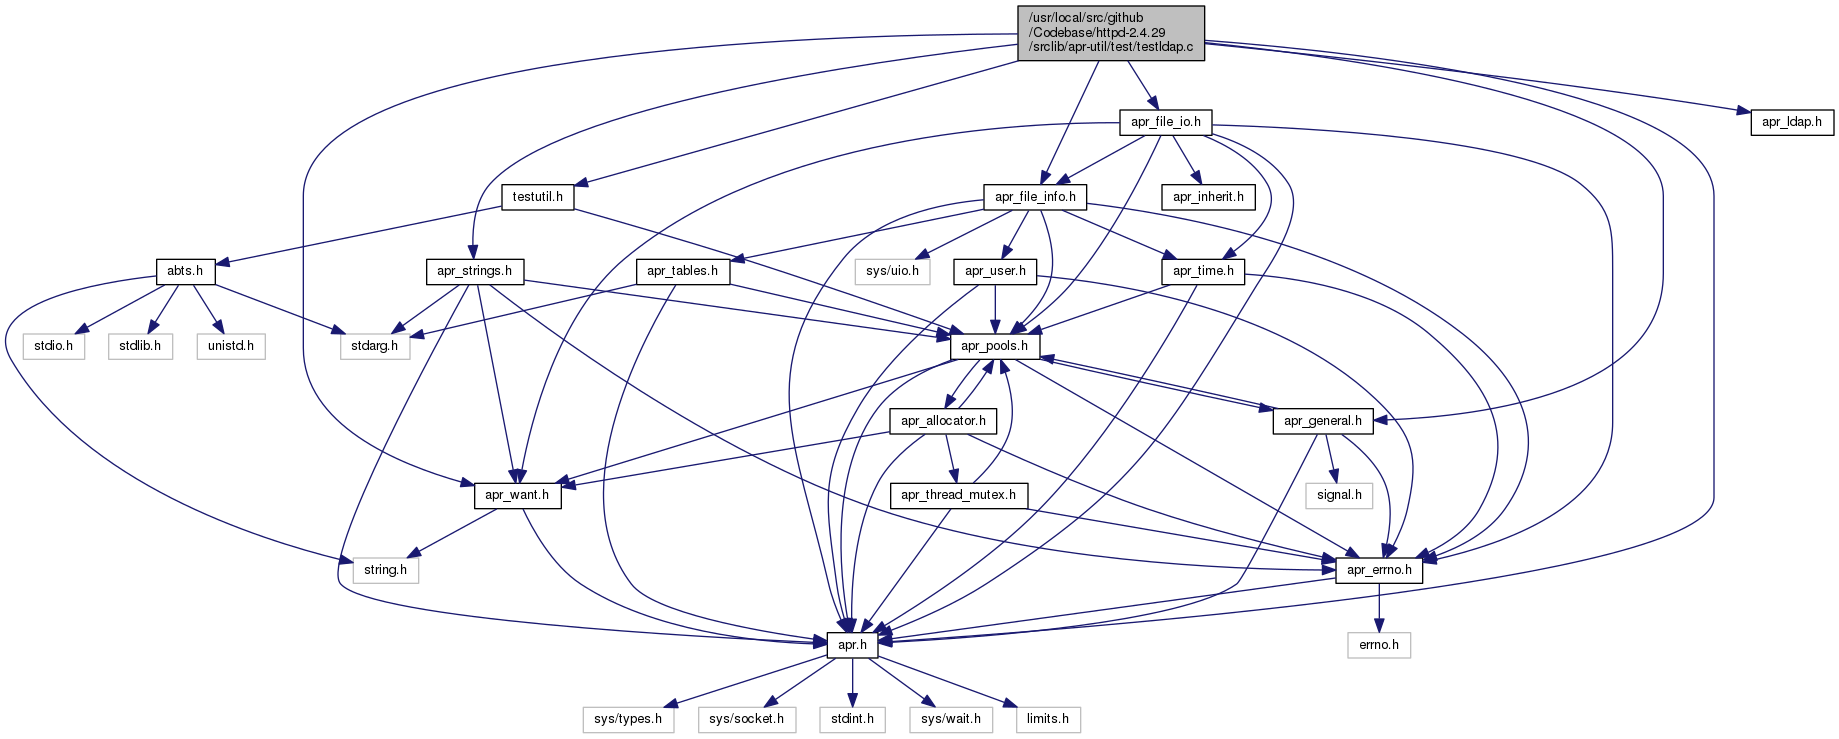 /usr/local/src/github
/Codebase/httpd-2.4.29
/srclib/apr-util/test/testldap.c
apr_file_io.h
apr_ldap.h
testutil.h
apr_file_info.h
apr_inherit.h
abts.h
apr_strings.h
apr_tables.h
sys/uio.h
apr_user.h
apr_time.h
stdio.h
stdlib.h
unistd.h
stdarg.h
apr_pools.h
apr_allocator.h
apr_general.h
apr_want.h
apr_thread_mutex.h
signal.h
string.h
apr_errno.h
apr.h
errno.h
sys/types.h
sys/socket.h
stdint.h
sys/wait.h
limits.h